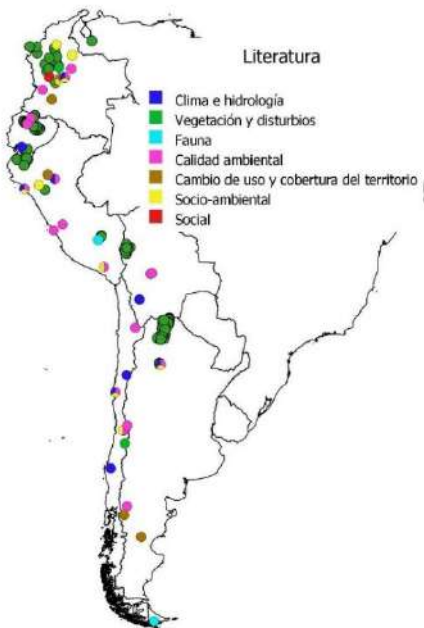 Literatura
Clima e hidrología
Vegetación y disturbios
Fauna
Calidad ambiental
Cambio de uso y cobertura del territorio
Socio-ambiental
Social